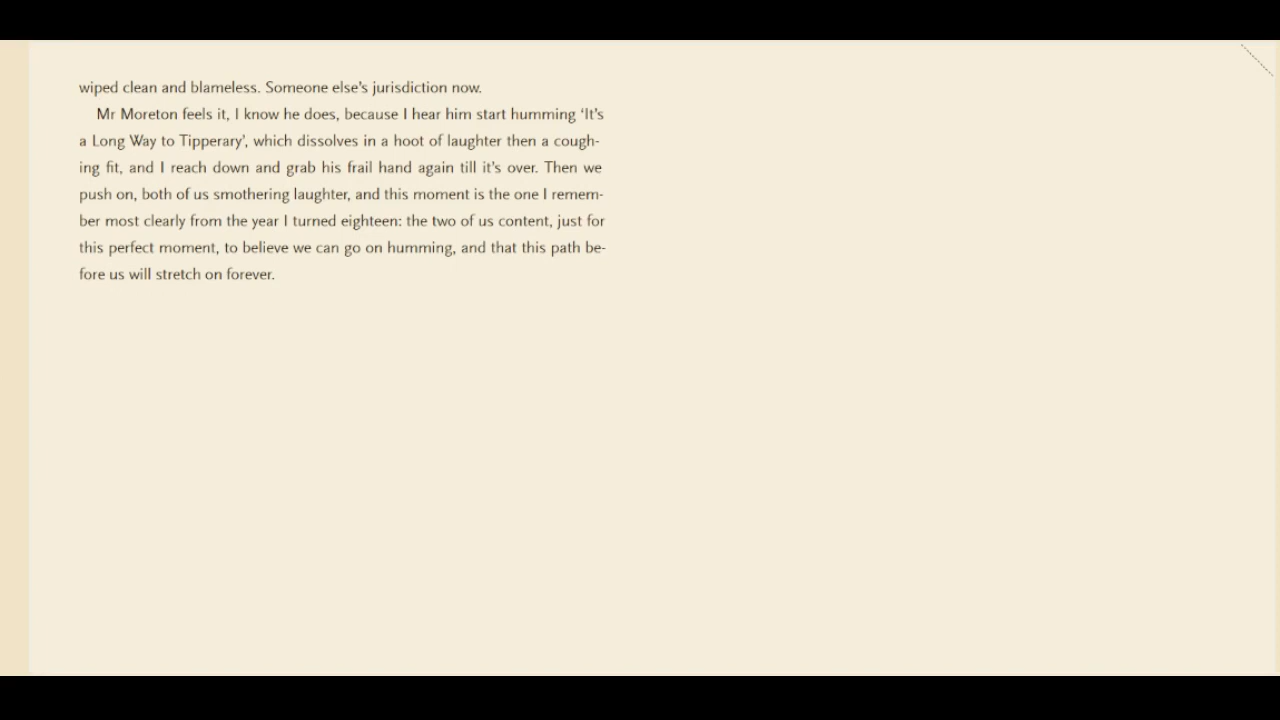 wiped clean and blameless. Someone else's jurisdiction now.
Mr Moreton feels it, I know he does, because I hear him start humming ‘It's
a Long Way to Tipperary’, which dissolves in a hoot of laughter then a cough-
ing fit, and I reach down and grab his frail hand again till it's over. Then we
push on, both of us smothering laughter, and this moment is the one I remem-
ber most clearly from the year I turned eighteen: the two of us content, just for
this perfect moment, to believe we can go on humming, and that this path be-
fore us will stretch on forever.